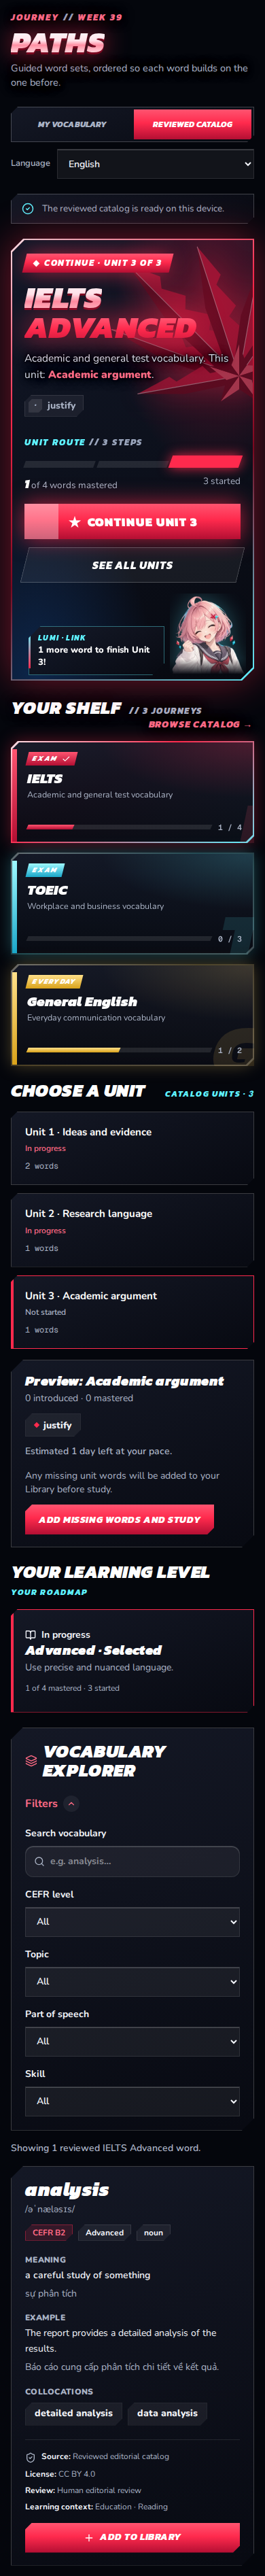 JOURNEY // WEEK 39
PATHS
Guided word sets, ordered so each word builds on the
one before.
MY VOCABULARY
REVIEWED CATALOG
Language
English
The reviewed catalog is ready on this device.
CONTINUE · UNIT 3 OF 3
IELTS
ADVANCED
Academic and general test vocabulary. This
unit: Academic argument.
justify
UNIT ROUTE // 3 STEPS
1 of 4 words mastered
3 started
CONTINUE UNIT 3
SEE ALL UNITS
LUMI · LINK
1 more word to finish Unit
3!
YOUR SHELF // 3 JOURNEYS
BROWSE CATALOG →
EXAM
IELTS
Academic and general test vocabulary
1 / 4
EXAM
TOEIC
Workplace and business vocabulary
0 / 3
EVERYDAY
General English
Everyday communication vocabulary
1 / 2
CHOOSE A UNIT
CATALOG UNITS · 3
Unit 1 · Ideas and evidence
In progress
2 words
Unit 2 · Research language
In progress
1 words
Unit 3 · Academic argument
Not started
1 words
Preview: Academic argument
0 introduced · 0 mastered
justify
Estimated 1 day left at your pace.
Any missing unit words will be added to your
Library before study.
ADD MISSING WORDS AND STUDY
YOUR LEARNING LEVEL
YOUR ROADMAP
In progress
Advanced · Selected
Use precise and nuanced language.
1 of 4 mastered · 3 started
VOCABULARY
EXPLORER
Filters
Search vocabulary
e.g. analysis...
CEFR level
All
Topic
All
Part of speech
All
Skill
All
Showing 1 reviewed IELTS Advanced word.
analysis
/əˈnæləsɪs/
CEFR B2
Advanced
noun
MEANING
a careful study of something
sự phân tích
EXAMPLE
The report provides a detailed analysis of the
results.
Báo cáo cung cấp phân tích chi tiết về kết quả.
COLLOCATIONS
detailed analysis
data analysis
Source: Reviewed editorial catalog
License: CC BY 4.0
Review: Human editorial review
Learning context: Education · Reading
ADD TO LIBRARY